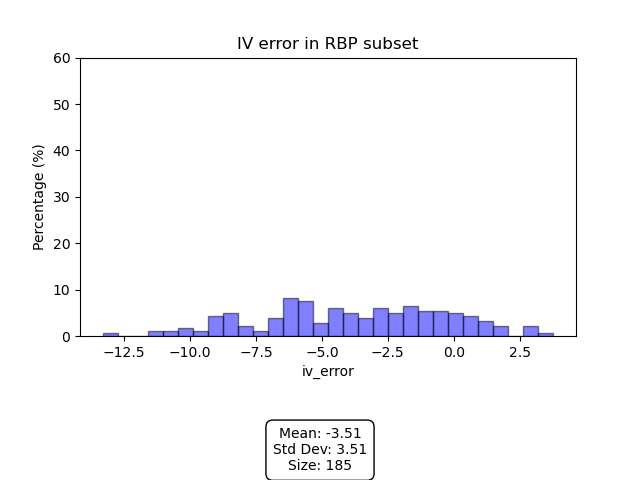 IV error in RBP subset
60
50
40
30
20
10
0
Percentage (%)
−12.5 −10.0 −7.5 −5.0 −2.5 0.0 2.5
iv_error
Mean: -3.51
Std Dev: 3.51
Size: 185